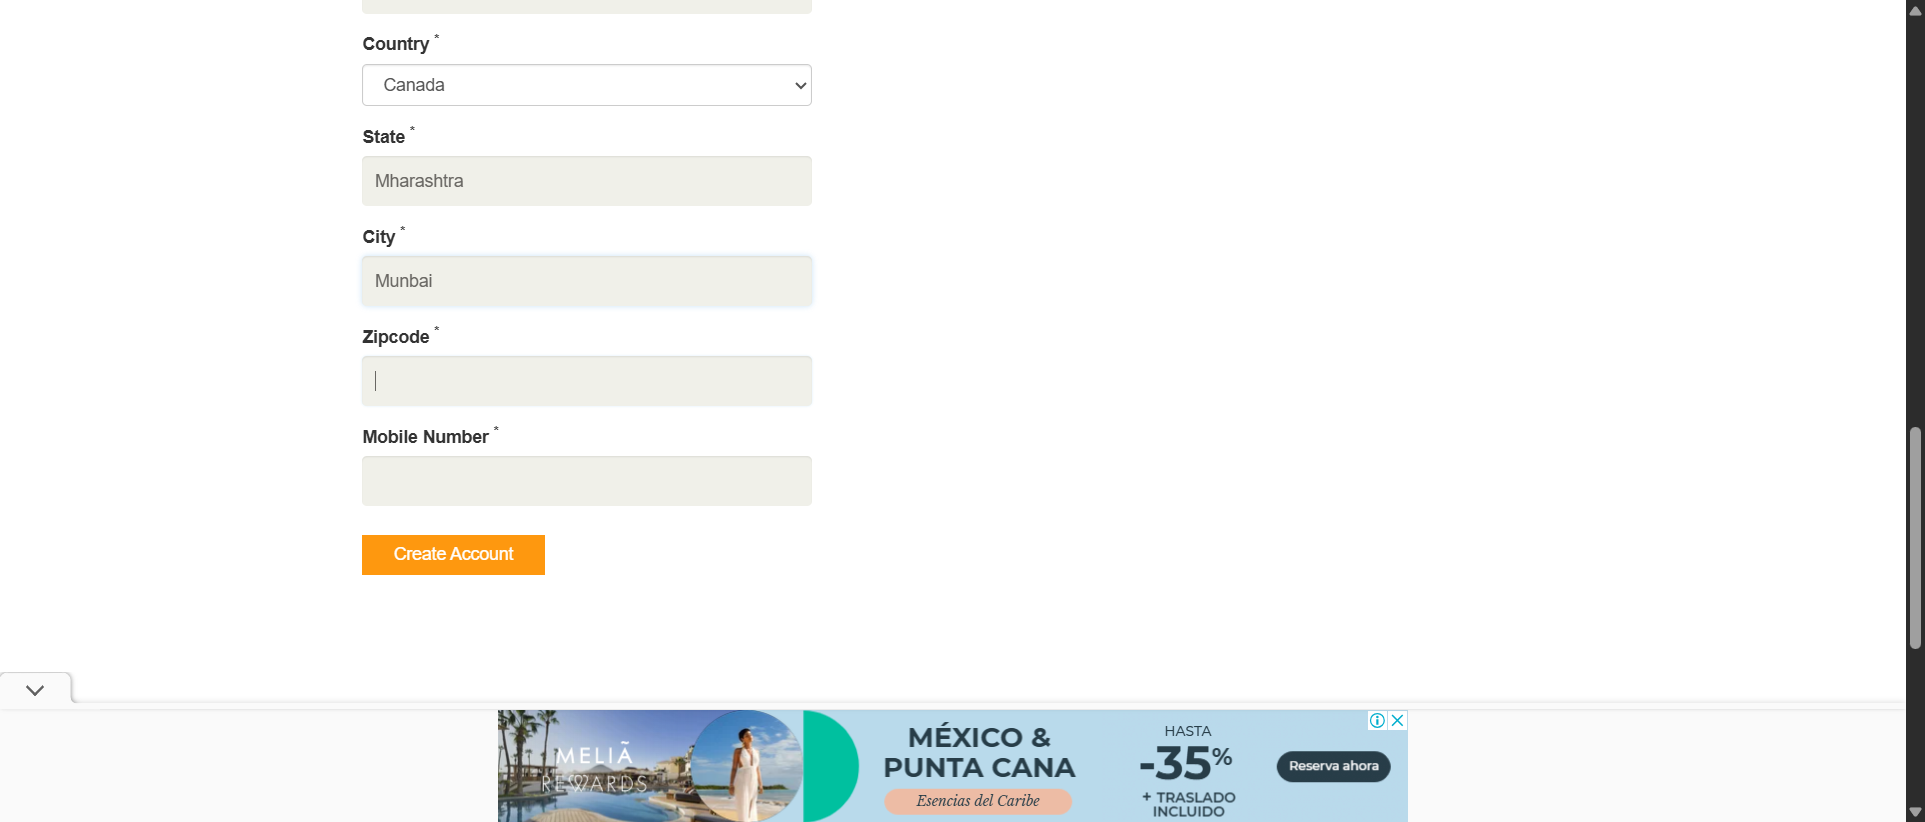 Country *
Canada
State *
Mharashtra
City *
Munbai
Zipcode *
Mobile Number *
Create Account
MELIÃ
REWARDS
MÉXICO &
PUNTA CANA
Esencias del Caribe
HASTA
-35%
+ TRASLADO
INCLUIDO
Reserva ahora